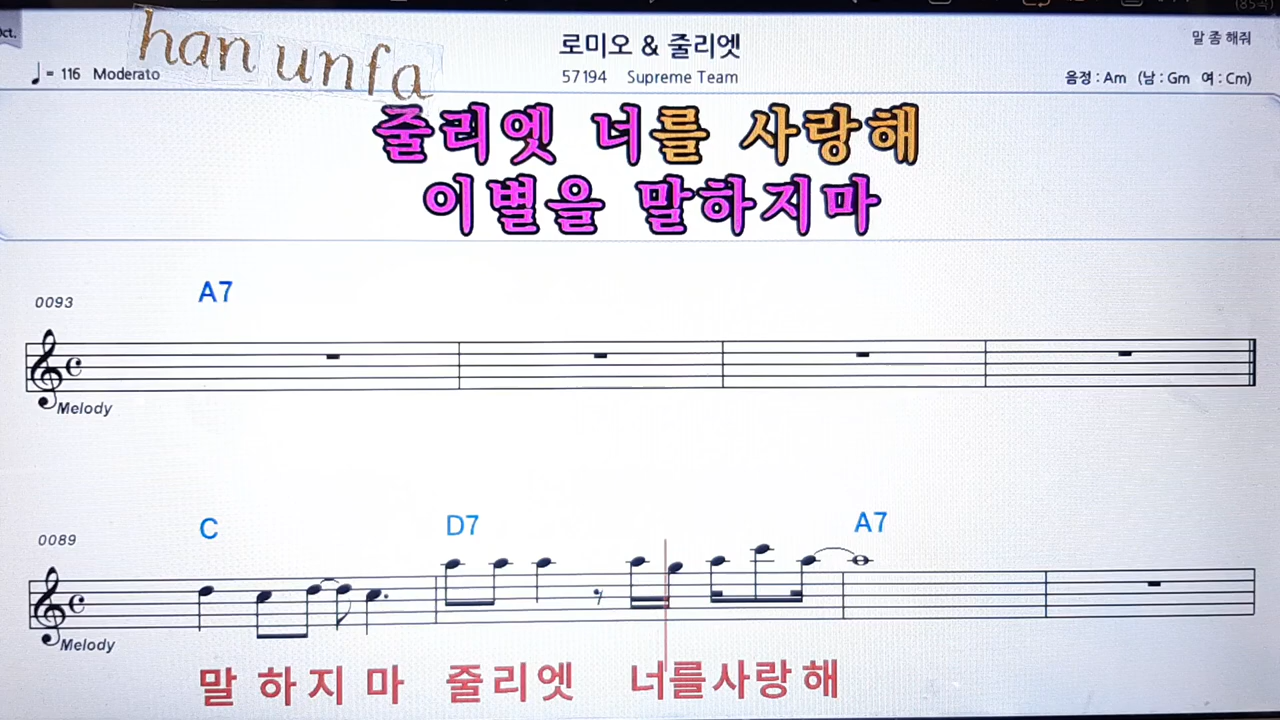 ct.
han unfa
로미오 & 줄리엣
말 좀 해줘
♩= 116 Moderato
57194 Supreme Team
음정 : Am (남 : Gm 여 : Cm)
줄리엣 너를 사랑해
이별을 말하지마
0093
A7
Melody
0089
C D7 A7
Melody
말 하 지 마 줄리엣 너를사랑해